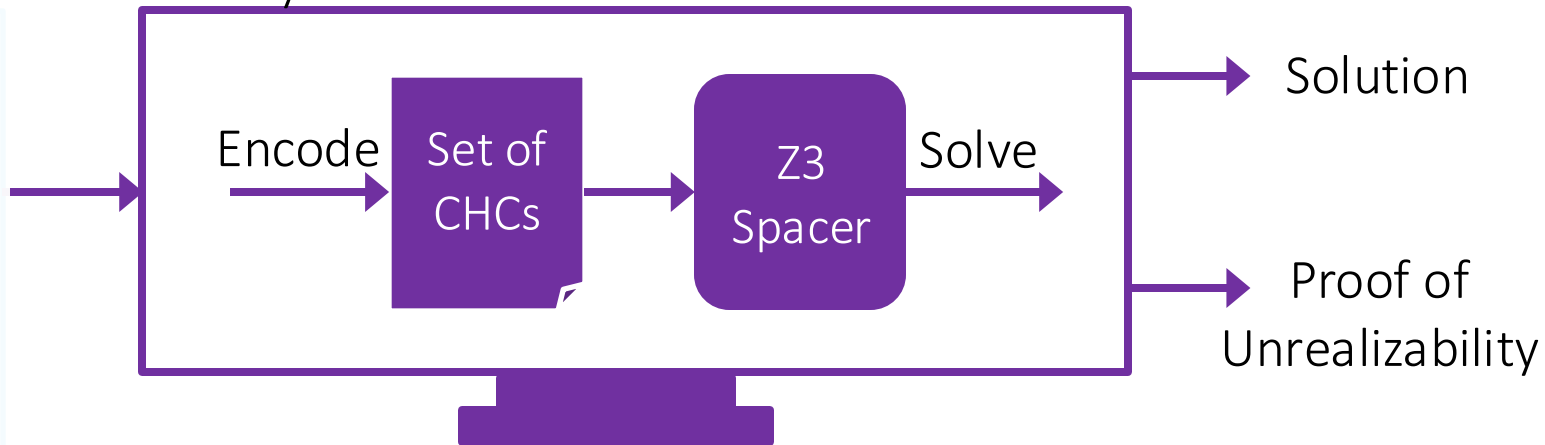 Encode
Set of
CHCs
Z3
Spacer
Solve
Solution
Proof of
Unrealizability